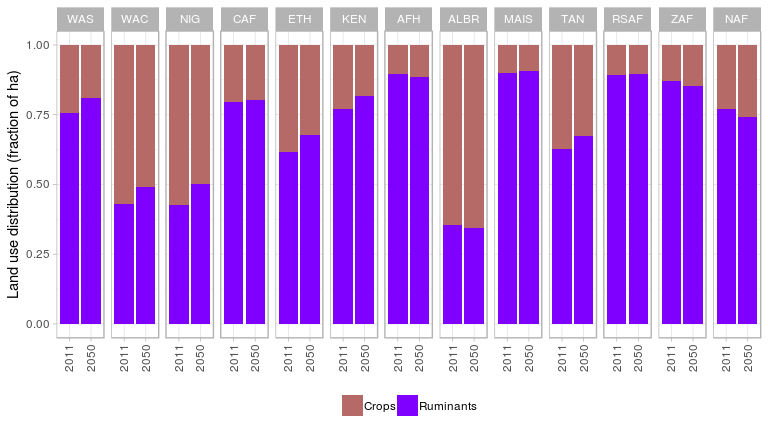 WAS WAC NIG CAF ETH KEN AFH ALBR MAIS TAN RSAF ZAF NAF
Land use distribution (fraction of ha)
1.00
0.75
0.50
0.25
0.00
2011 2050 2011 2050 2011 2050 2011 2050 2011 2050 2011 2050 2011 2050 2011 2050 2011 2050 2011 2050 2011 2050 2011 2050 2011 2050
Crops Ruminants